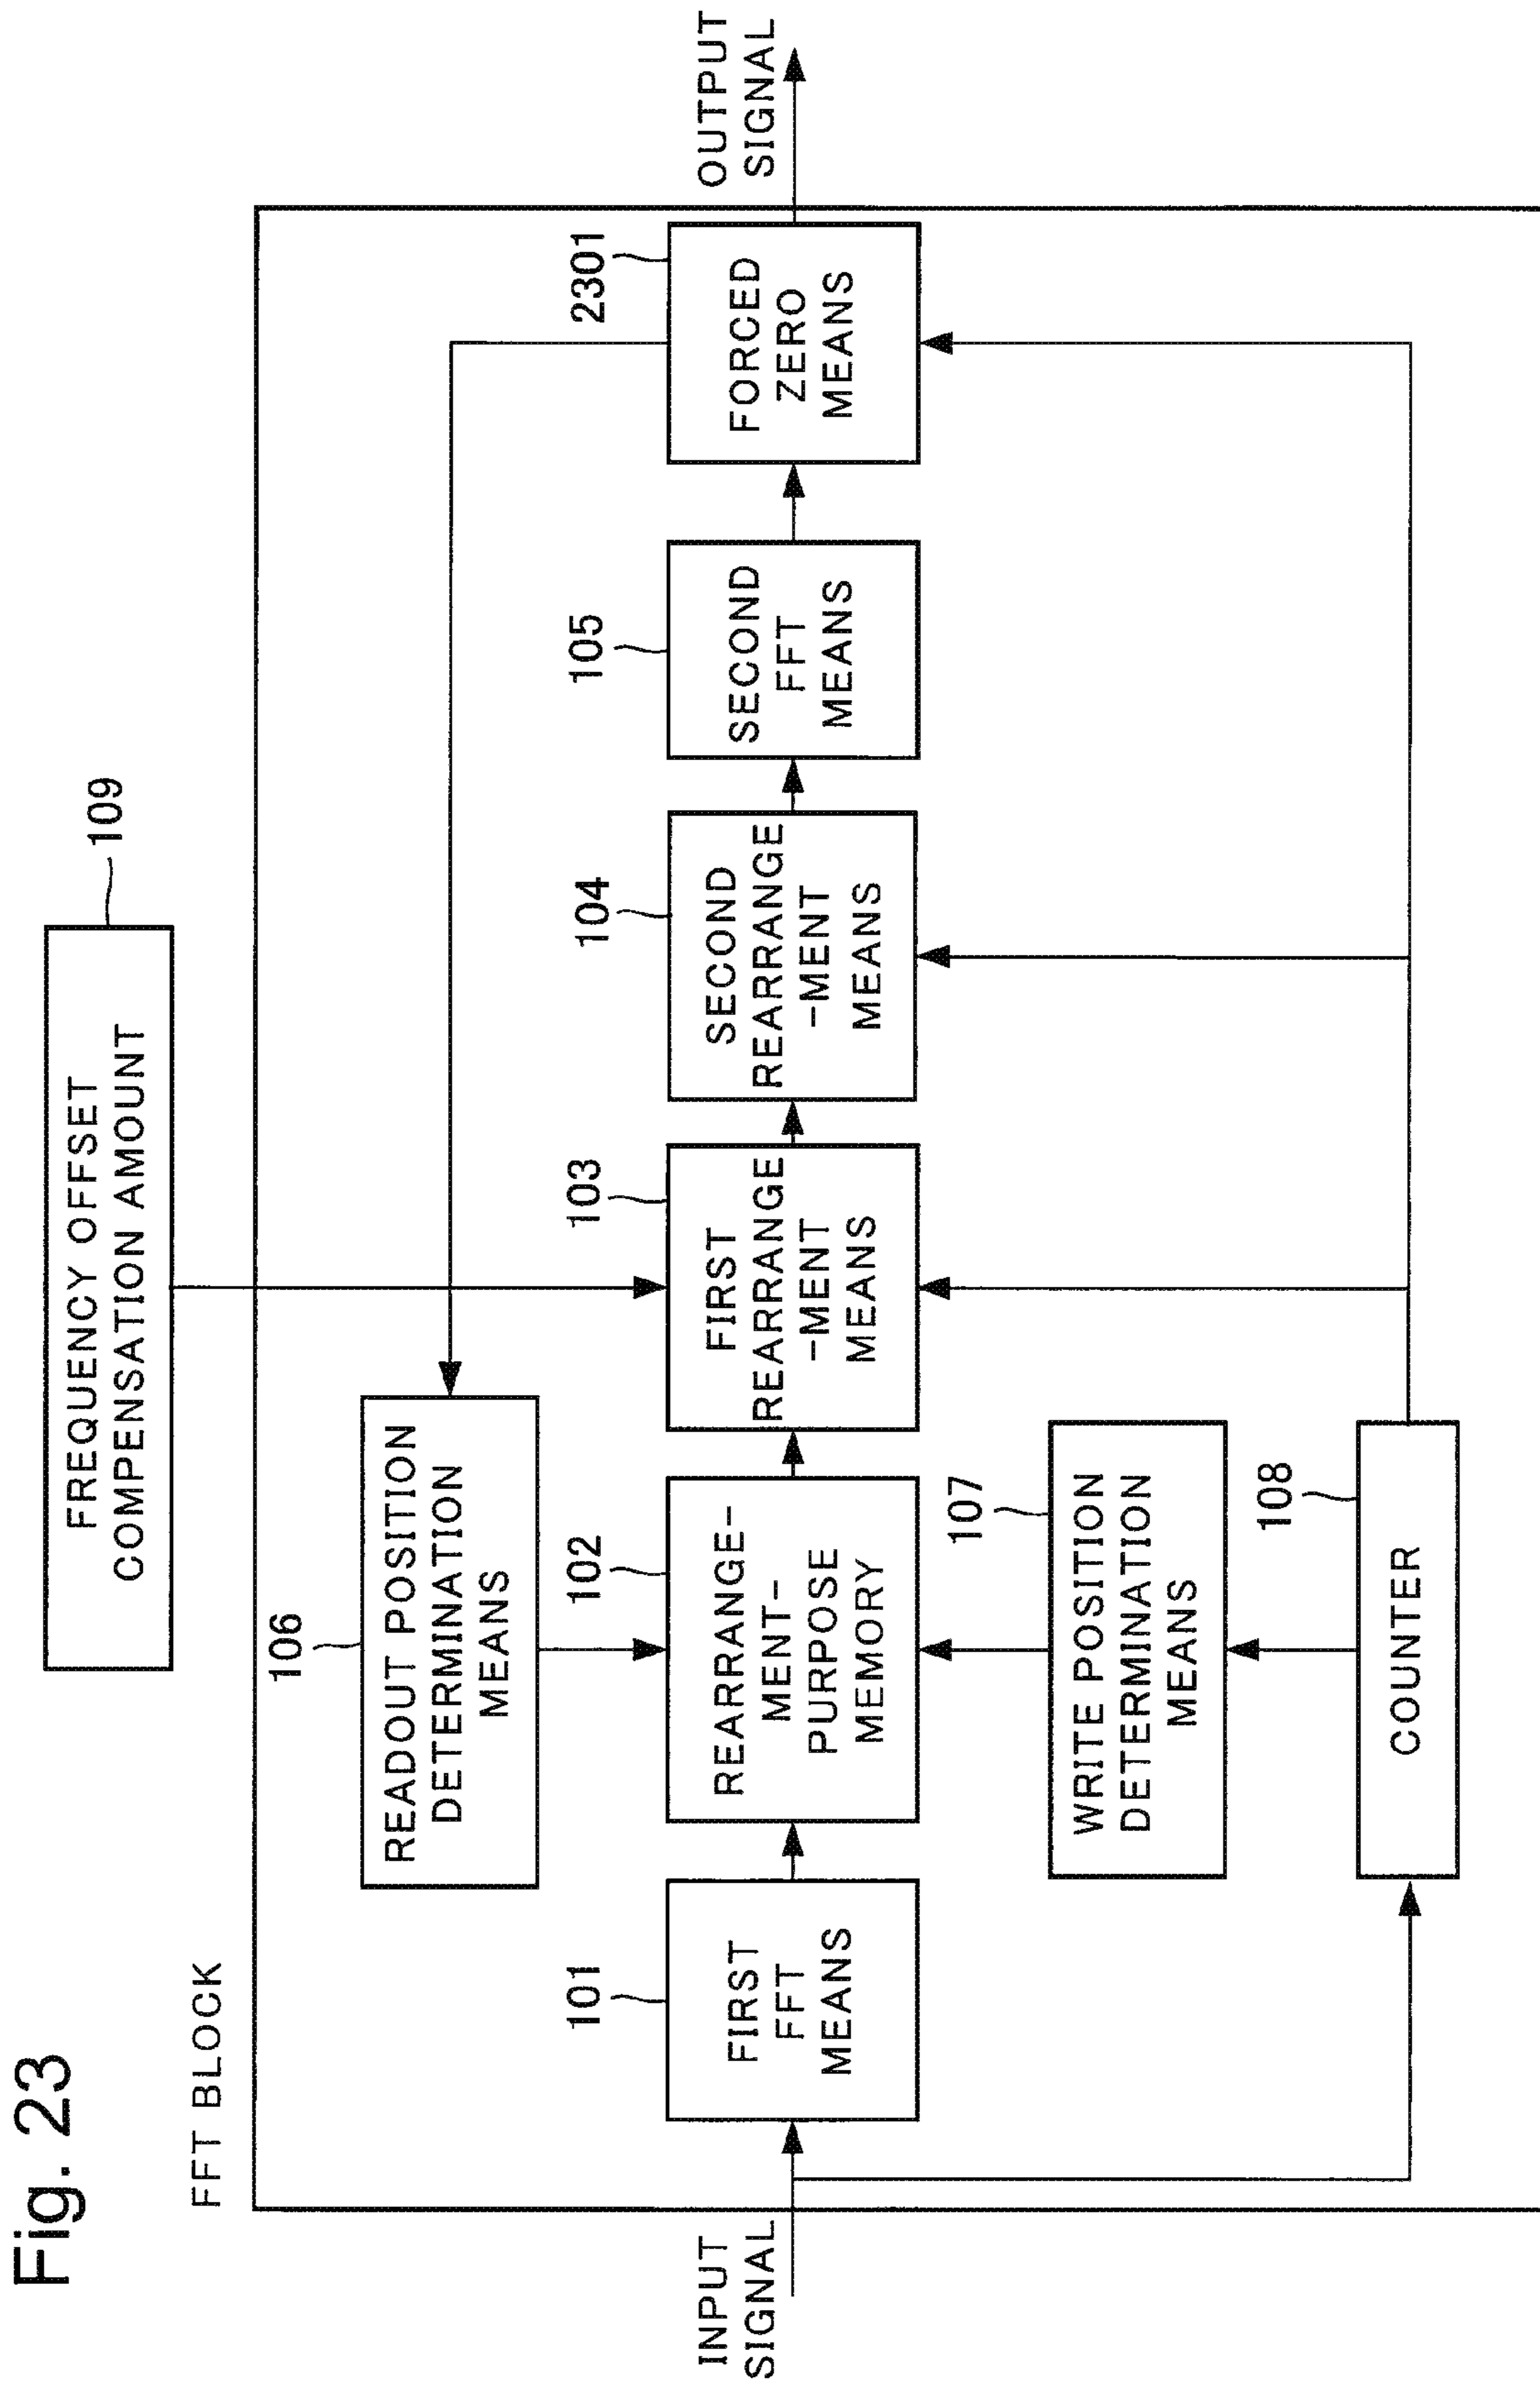 Fig. 23
FREQUENCY OFFSET
COMPENSATION AMOUNT
109
FFT BLOCK
106
READOUT POSITION
DETERMINATION
MEANS
INPUT
SIGNAL
101
FIRST
FFT
MEANS
102
REARRANGE-
MENT-
PURPOSE
MEMORY
103
FIRST
REARRANGE
-MENT
MEANS
104
SECOND
REARRANGE
-MENT
MEANS
105
SECOND
FFT
MEANS
2301
FORCED
ZERO
MEANS
OUTPUT
SIGNAL
107
WRITE POSITION
DETERMINATION
MEANS
108
COUNTER